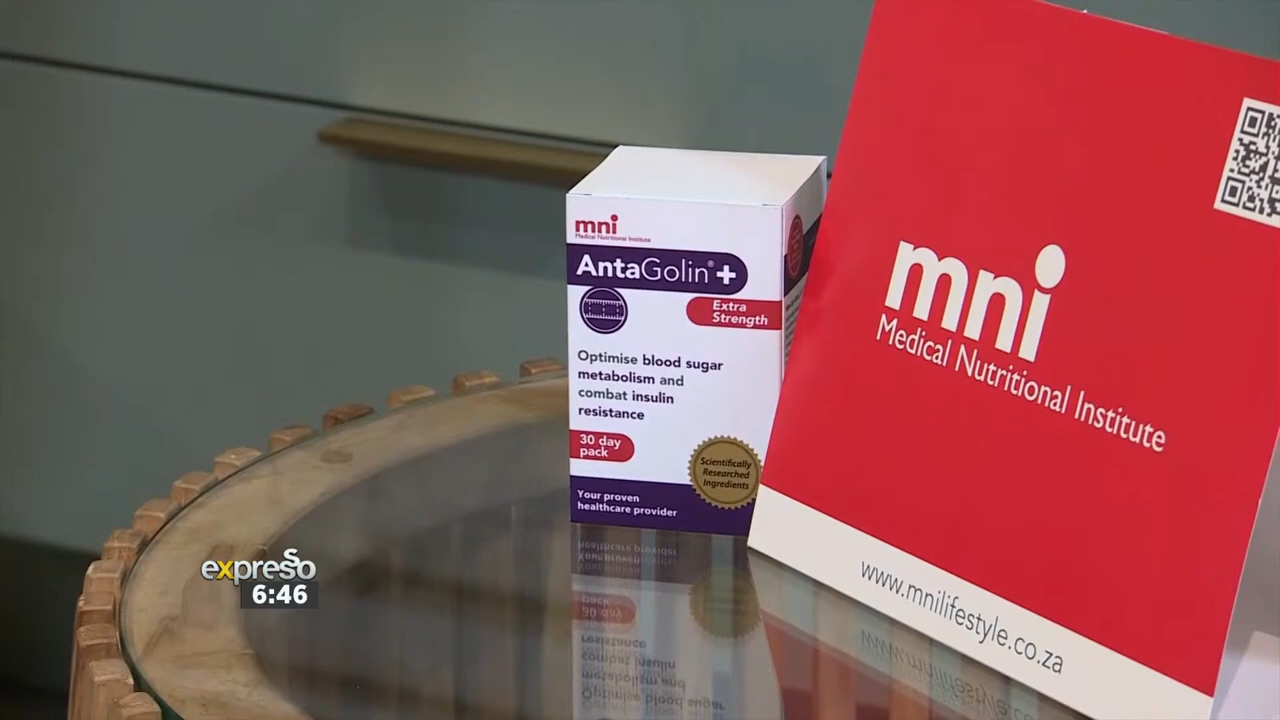 mni
Medical Nutritional Institute
AntaGolin®+
Extra
Strength
Optimise blood sugar
metabolism and
combat insulin
resistance
30 day
pack
Scientifically
Researched
Ingredients
Your proven
healthcare provider
mni
Medical Nutritional Institute
www.mnilifestyle.co.za
expresso
6:46